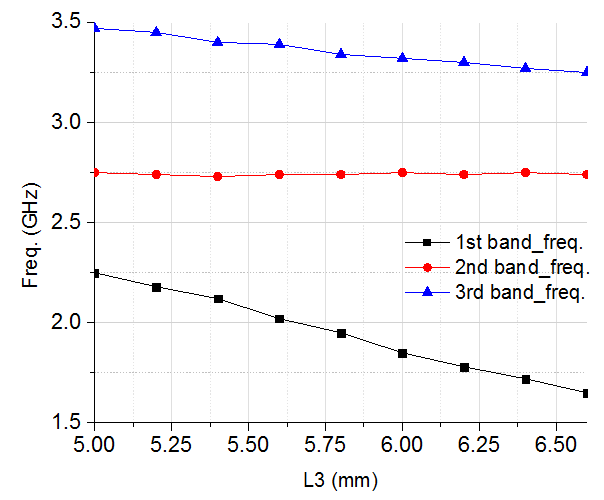 3.5
3.0
2.5
2.0
1.5
Freq. (GHz)
1st band_freq.
2nd band_freq.
3rd band_freq.
5.00 5.25 5.50 5.75 6.00 6.25 6.50
L3 (mm)